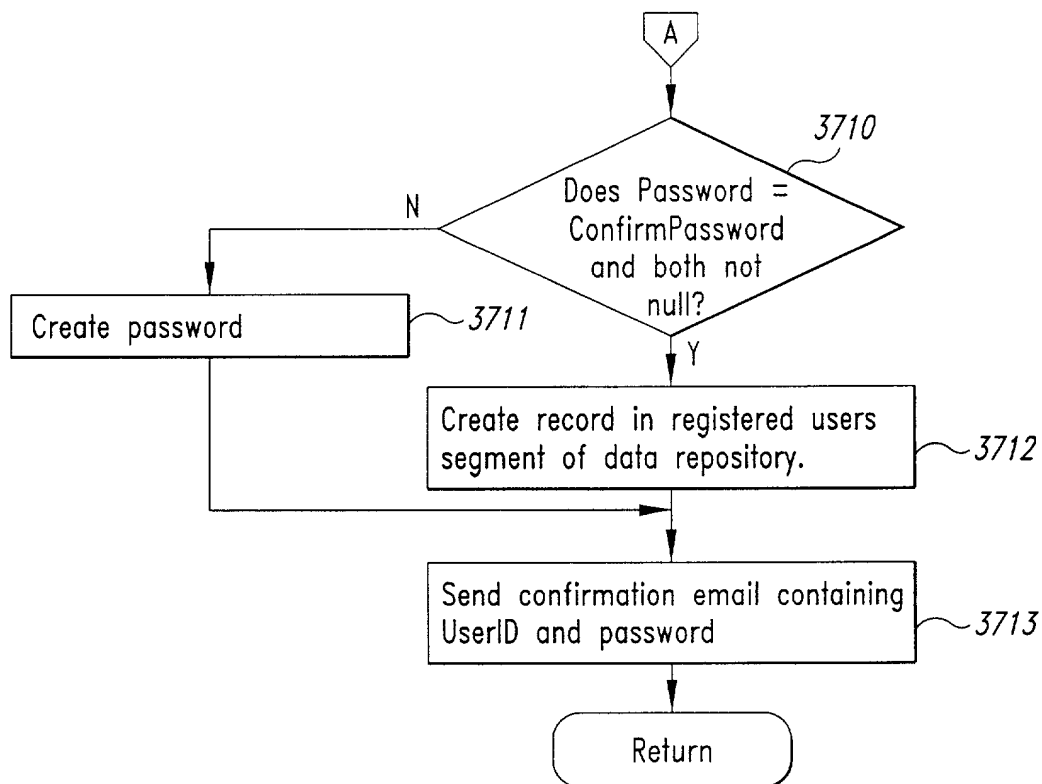 A
3710
Does Password =
ConfirmPassword
and both not
null?
N
Create password
3711
Y
Create record in registered users
segment of data repository.
3712
Send confirmation email containing
UserID and password
3713
Return